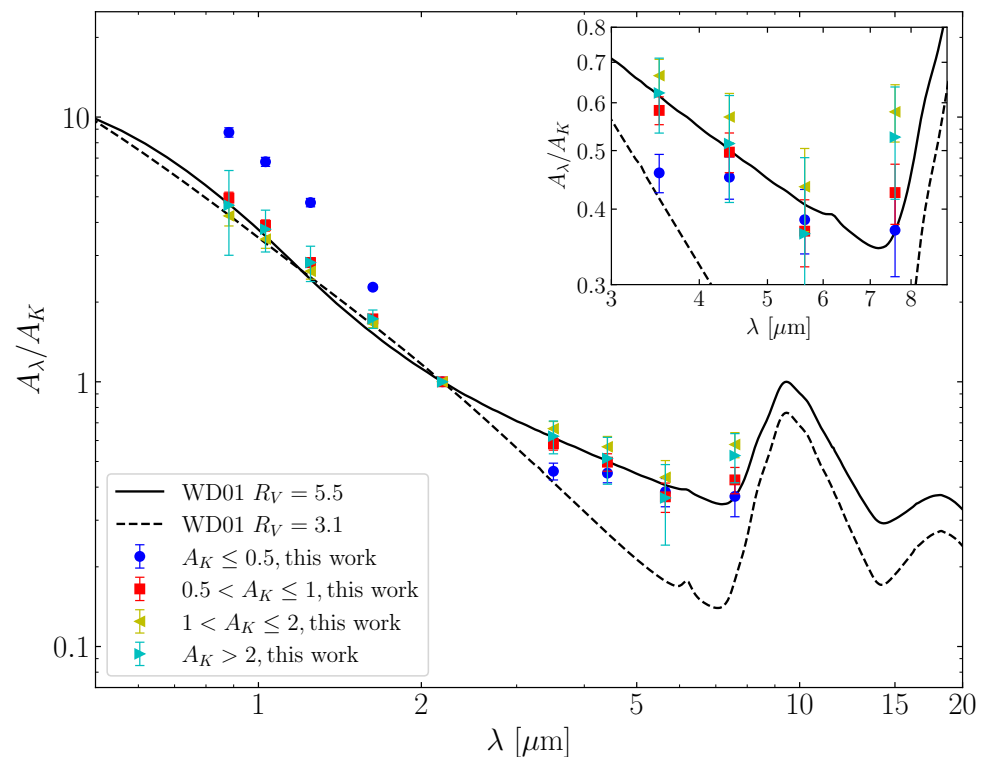 10
1
0.1
A_λ/A_K
1
2
5
10
15
20
λ [μm]
0.8
0.7
0.6
0.5
0.4
0.3
A_λ/A_K
3
4
5
6
7
8
λ [μm]
WD01 R_V = 5.5
WD01 R_V = 3.1
A_K ≤ 0.5, this work
0.5 < A_K ≤ 1, this work
1 < A_K ≤ 2, this work
A_K > 2, this work